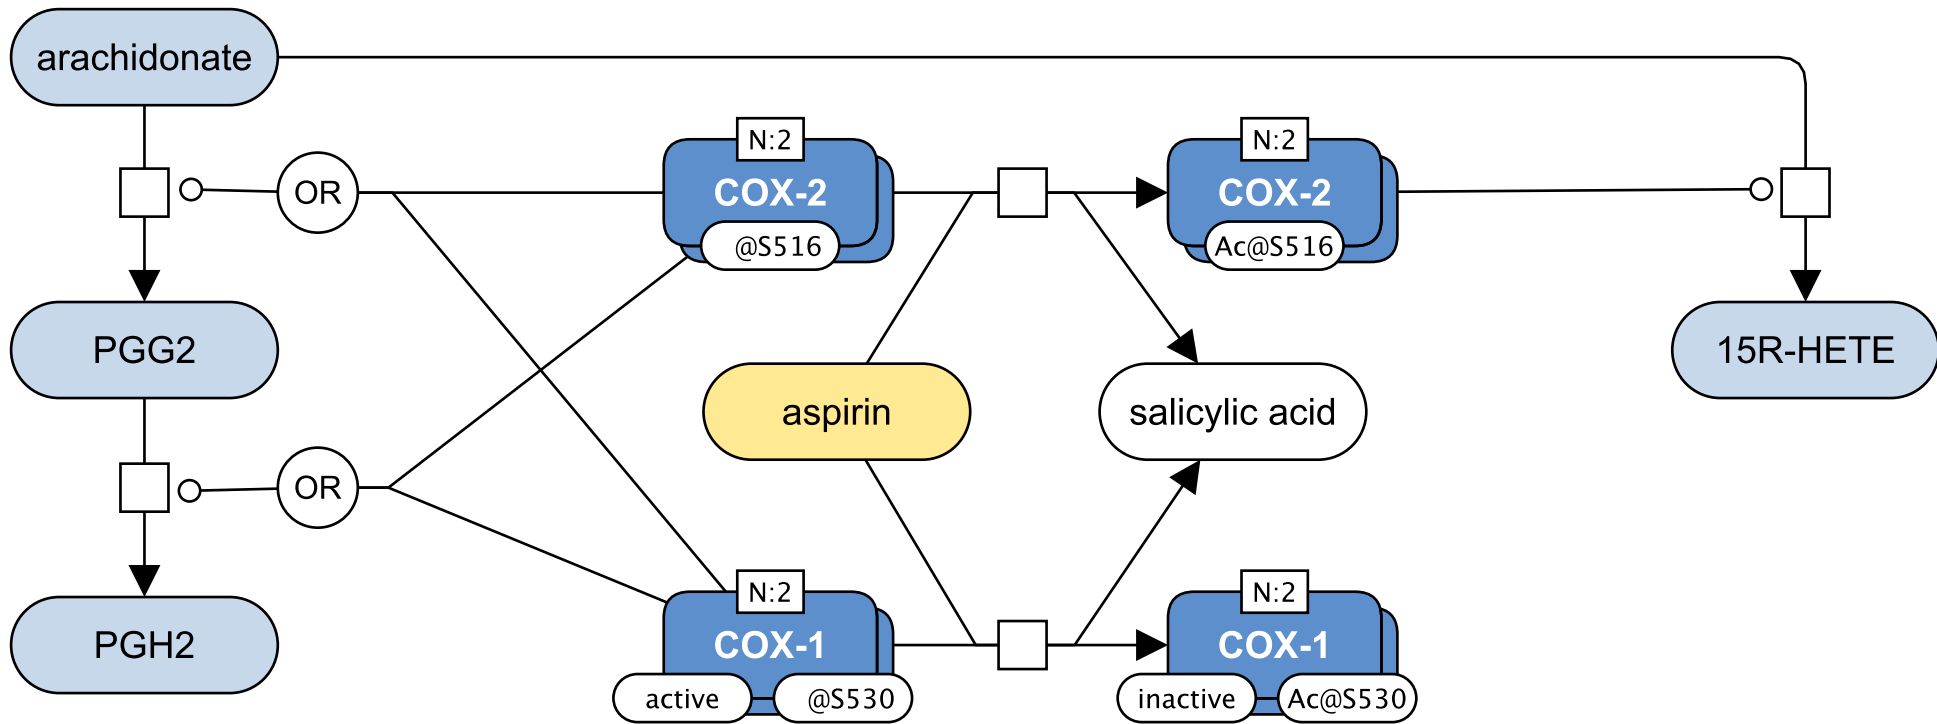 arachidonate
N:2
N:2
OR
COX-2
COX-2
@S516
Ac@S516
PGG2
15R-HETE
aspirin
salicylic acid
OR
N:2
N:2
PGH2
COX-1
COX-1
active
@S530
inactive
Ac@S530